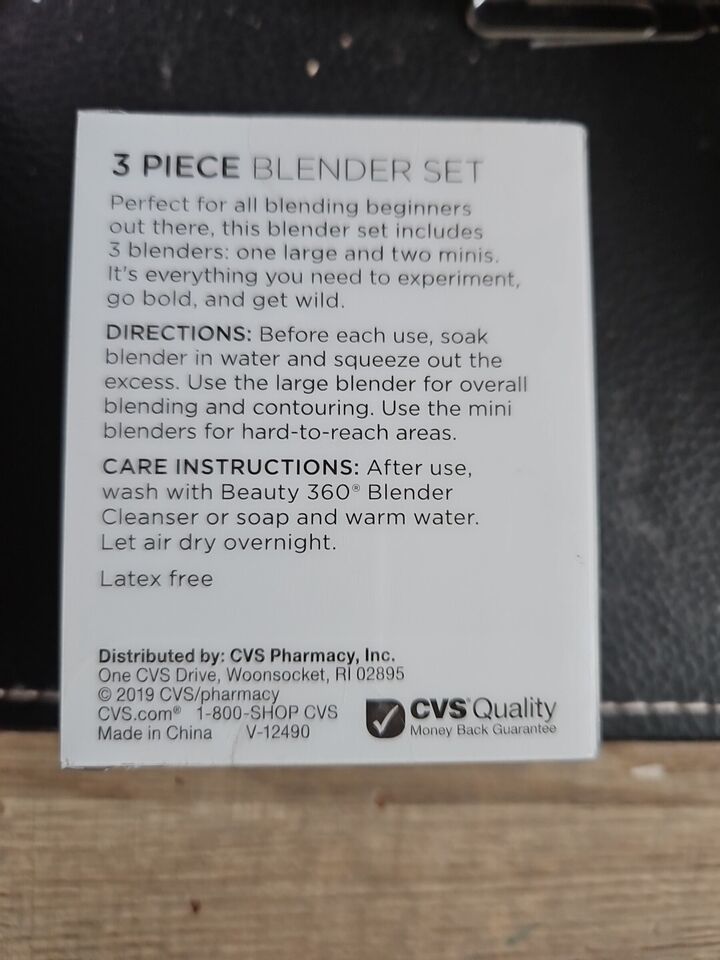 3 PIECE BLENDER SET
Perfect for all blending beginners
out there, this blender set includes
3 blenders: one large and two minis.
It's everything you need to experiment,
go bold, and get wild.
DIRECTIONS: Before each use, soak
blender in water and squeeze out the
excess. Use the large blender for overall
blending and contouring. Use the mini
blenders for hard-to-reach areas.
CARE INSTRUCTIONS: After use,
wash with Beauty 360® Blender
Cleanser or soap and warm water.
Let air dry overnight.
Latex free
Distributed by: CVS Pharmacy, Inc.
One CVS Drive, Woonsocket, RI 02895
© 2019 CVS/pharmacy
CVS.com® 1-800-SHOP CVS
Made in China V-12490
CVS® Quality
Money Back Guarantee